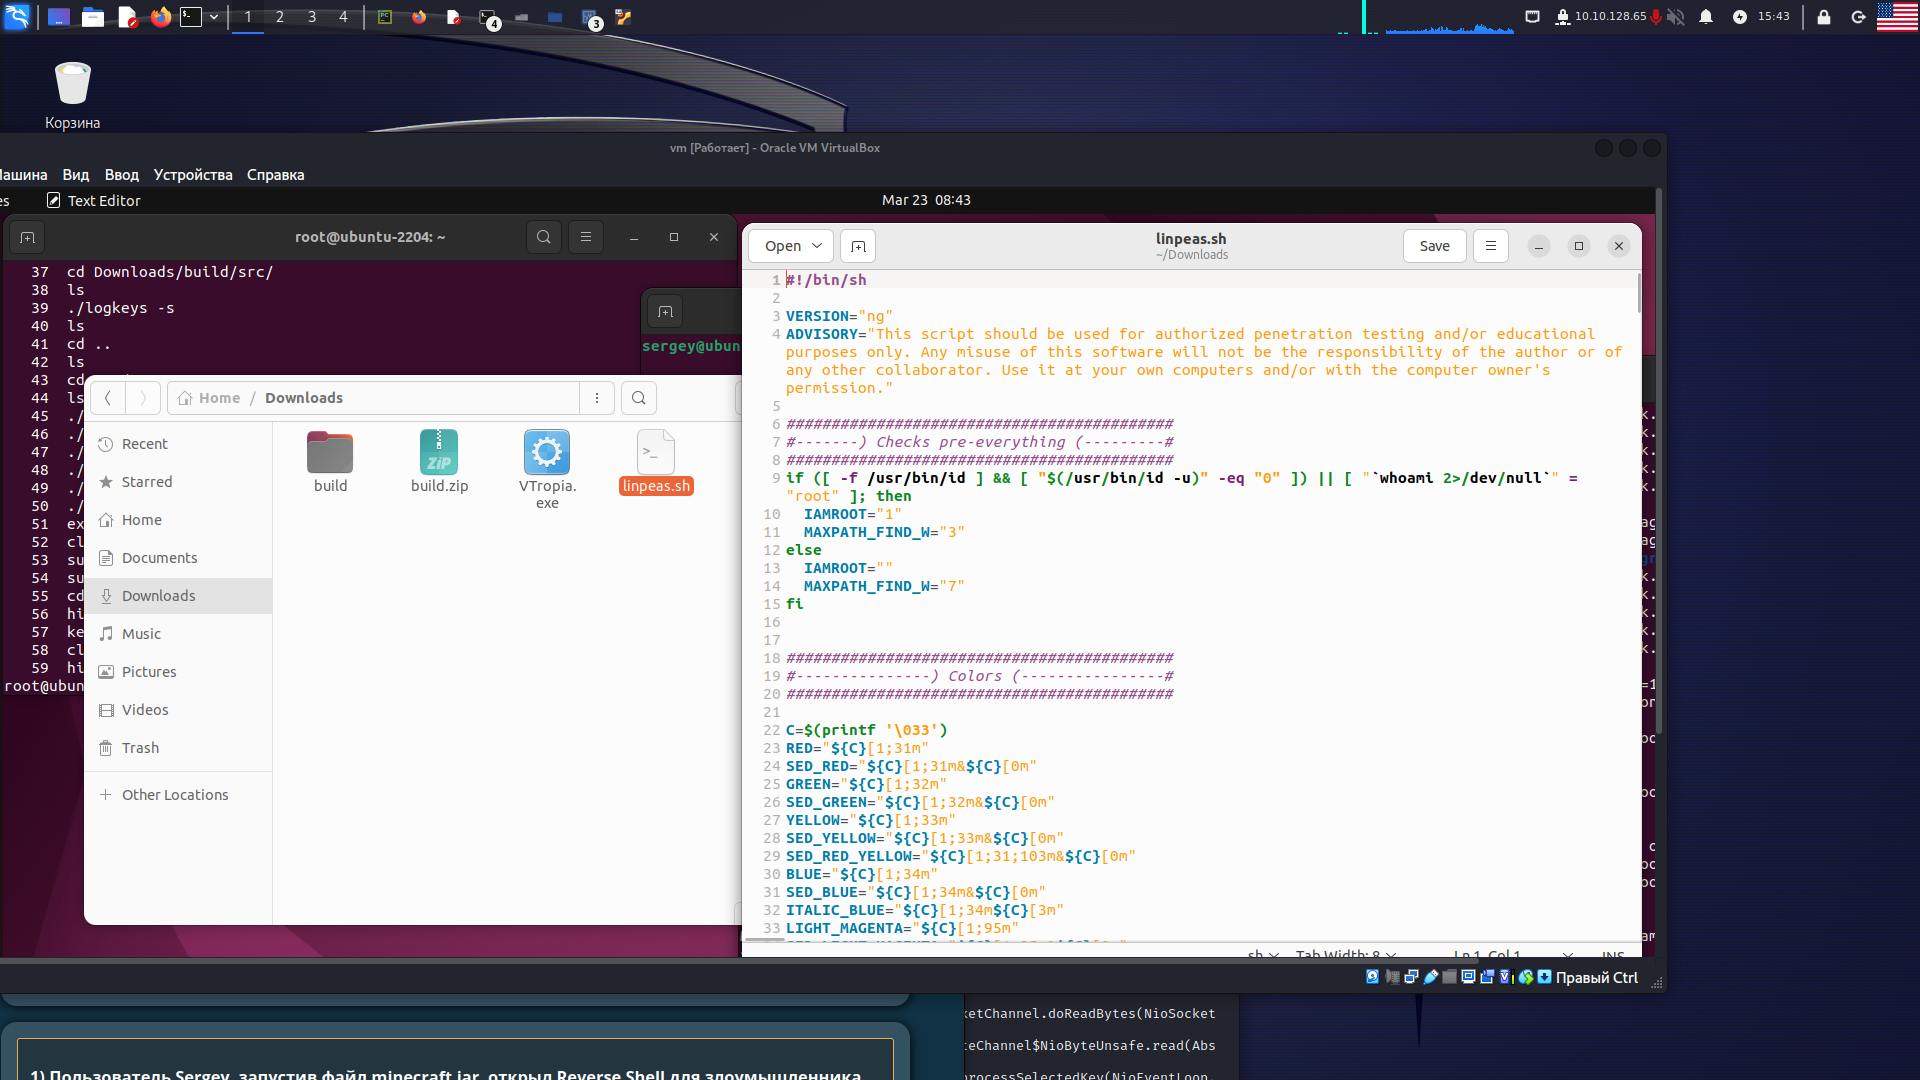 1 2 3 4
4
3
10.10.128.65
15:43
Корзина
vm [Работает] - Oracle VM VirtualBox
Машина Вид Ввод Устройства Справка
Text Editor
Mar 23 08:43
root@ubuntu-2204: ~
37 cd Downloads/build/src/
38 ls
39 ./logkeys -s
40 ls
41 cd ..
42 ls
43 cd
44 ls
45 ./
46 ./
47 ./
48 ./
49 ./
50 ./
51 ex
52 cl
53 su
54 su
55 cd
56 hi
57 ke
58 cl
59 hi
root@ubun
sergey@ubun
Home / Downloads
Recent
Starred
Home
Documents
Downloads
Music
Pictures
Videos
Trash
Other Locations
build
build.zip
VTropia.
exe
linpeas.sh
Open
linpeas.sh
~/Downloads
Save
1 #!/bin/sh
2
3 VERSION="ng"
4 ADVISORY="This script should be used for authorized penetration testing and/or educational
purposes only. Any misuse of this software will not be the responsibility of the author or of
any other collaborator. Use it at your own computers and/or with the computer owner's
permission."
5
6 ###########################################
7 #-------) Checks pre-everything (---------#
8 ###########################################
9 if ([ -f /usr/bin/id ] && [ "$(/usr/bin/id -u)" -eq "0" ]) || [ "`whoami 2>/dev/null`" =
"root" ]; then
10 IAMROOT="1"
11 MAXPATH_FIND_W="3"
12 else
13 IAMROOT=""
14 MAXPATH_FIND_W="7"
15 fi
16
17
18 ###########################################
19 #---------------) Colors (----------------#
20 ###########################################
21
22 C=$(printf '\033')
23 RED="${C}[1;31m"
24 SED_RED="${C}[1;31m&${C}[0m"
25 GREEN="${C}[1;32m"
26 SED_GREEN="${C}[1;32m&${C}[0m"
27 YELLOW="${C}[1;33m"
28 SED_YELLOW="${C}[1;33m&${C}[0m"
29 SED_RED_YELLOW="${C}[1;31;103m&${C}[0m"
30 BLUE="${C}[1;34m"
31 SED_BLUE="${C}[1;34m&${C}[0m"
32 ITALIC_BLUE="${C}[1;34m${C}[3m"
33 LIGHT_MAGENTA="${C}[1;95m"
sh Tab Width: 8 Ln 1, Col 1 INS
Правый Ctrl
etChannel.doReadBytes(NioSocket
eChannel$NioByteUnsafe.read(Abs
rocessSelectedKey(NioEventLoop.
1) Пользователь Sergey, запустив файл minecraft.jar, открыл Reverse Shell для злоумышленника